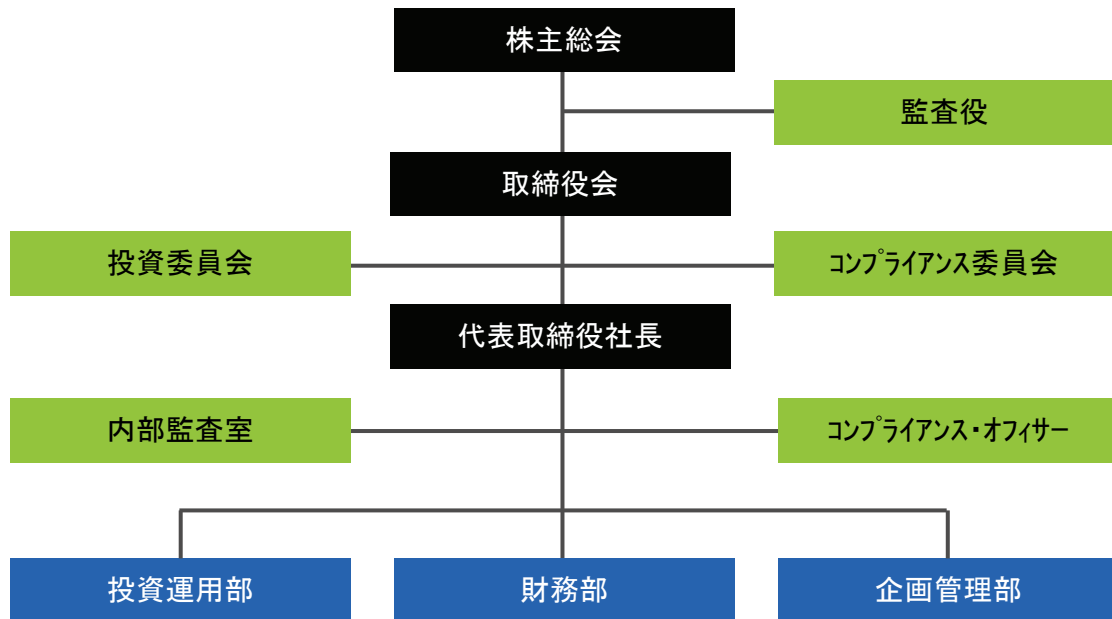 株主総会
監査役
取締役会
投資委員会
コンプライアンス委員会
代表取締役社長
内部監査室
コンプライアンス・オフィサー
投資運用部
財務部
企画管理部